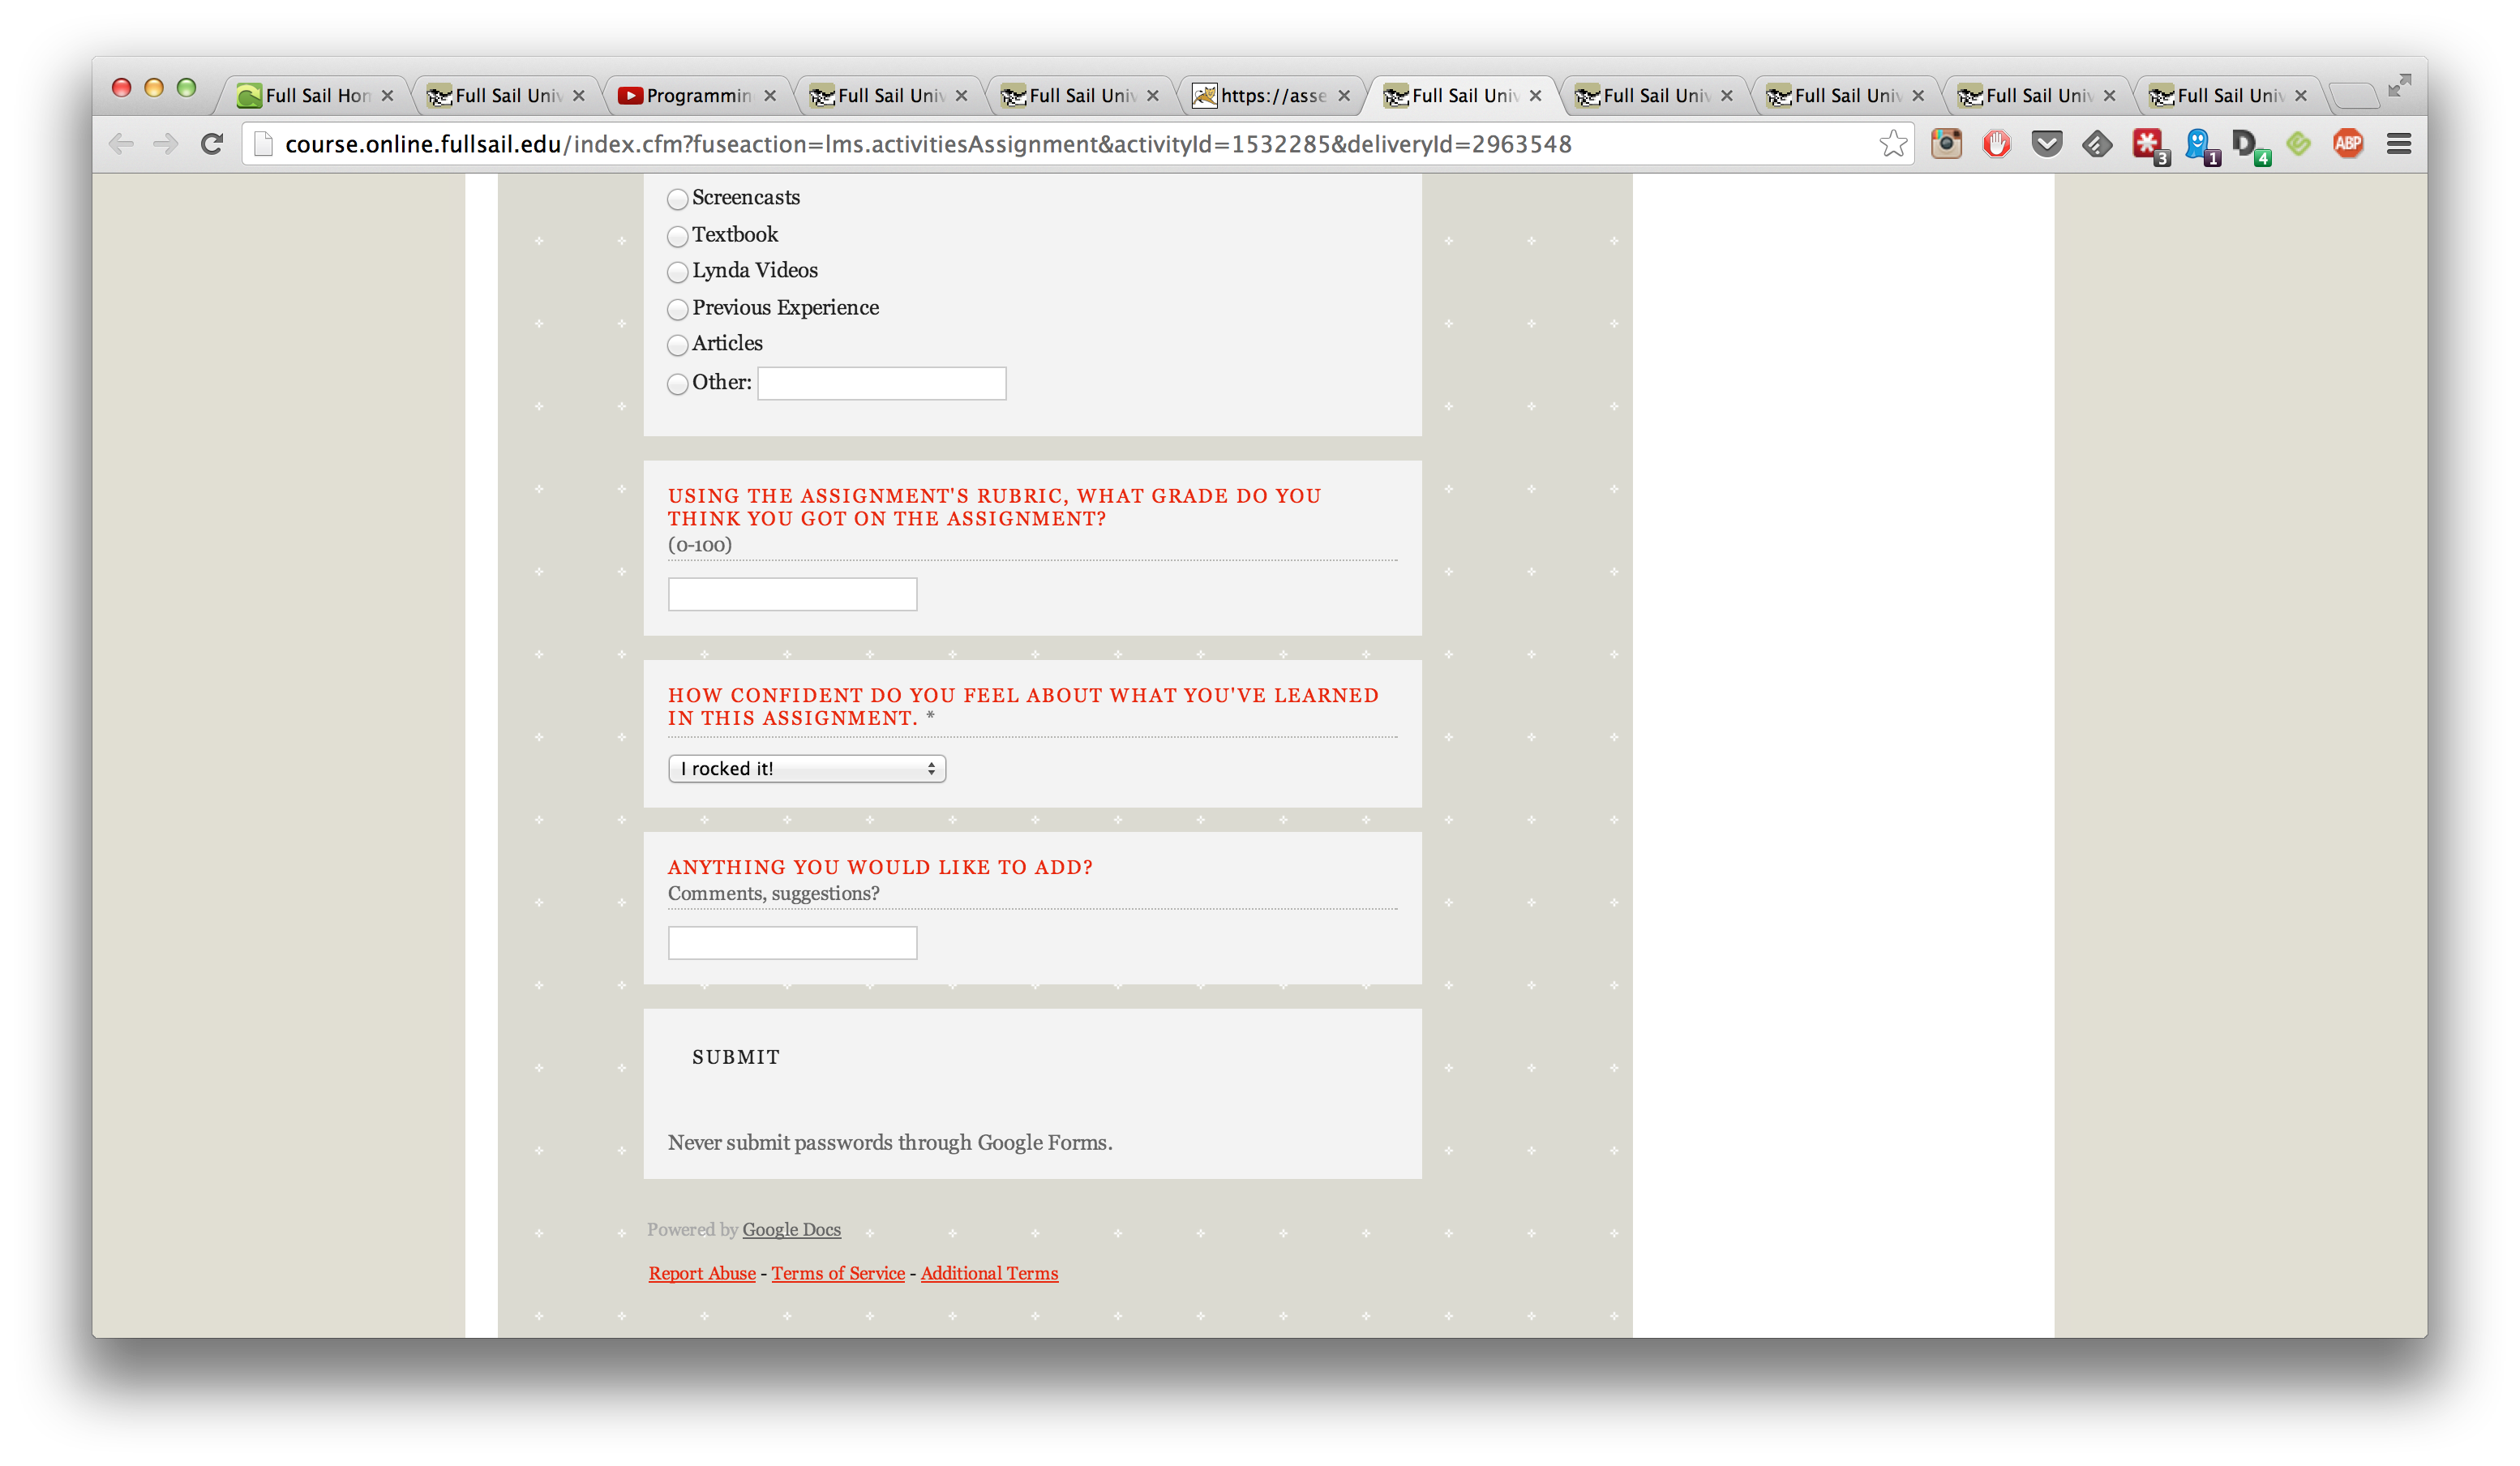 Full Sail Hon
Full Sail Univ
Programmin
Full Sail Univ
Full Sail Univ
https://asse
Full Sail Univ
Full Sail Univ
Full Sail Univ
Full Sail Univ
Full Sail Univ
course.online.fullsail.edu/index.cfm?fuseaction=lms.activitiesAssignment&activityId=1532285&deliveryId=2963548
3
1
D
4
ABP
Screencasts
Textbook
Lynda Videos
Previous Experience
Articles
Other:
USING THE ASSIGNMENT'S RUBRIC, WHAT GRADE DO YOU
THINK YOU GOT ON THE ASSIGNMENT?
(0-100)
HOW CONFIDENT DO YOU FEEL ABOUT WHAT YOU'VE LEARNED
IN THIS ASSIGNMENT. *
I rocked it!
ANYTHING YOU WOULD LIKE TO ADD?
Comments, suggestions?
SUBMIT
Never submit passwords through Google Forms.
Powered by Google Docs
Report Abuse - Terms of Service - Additional Terms